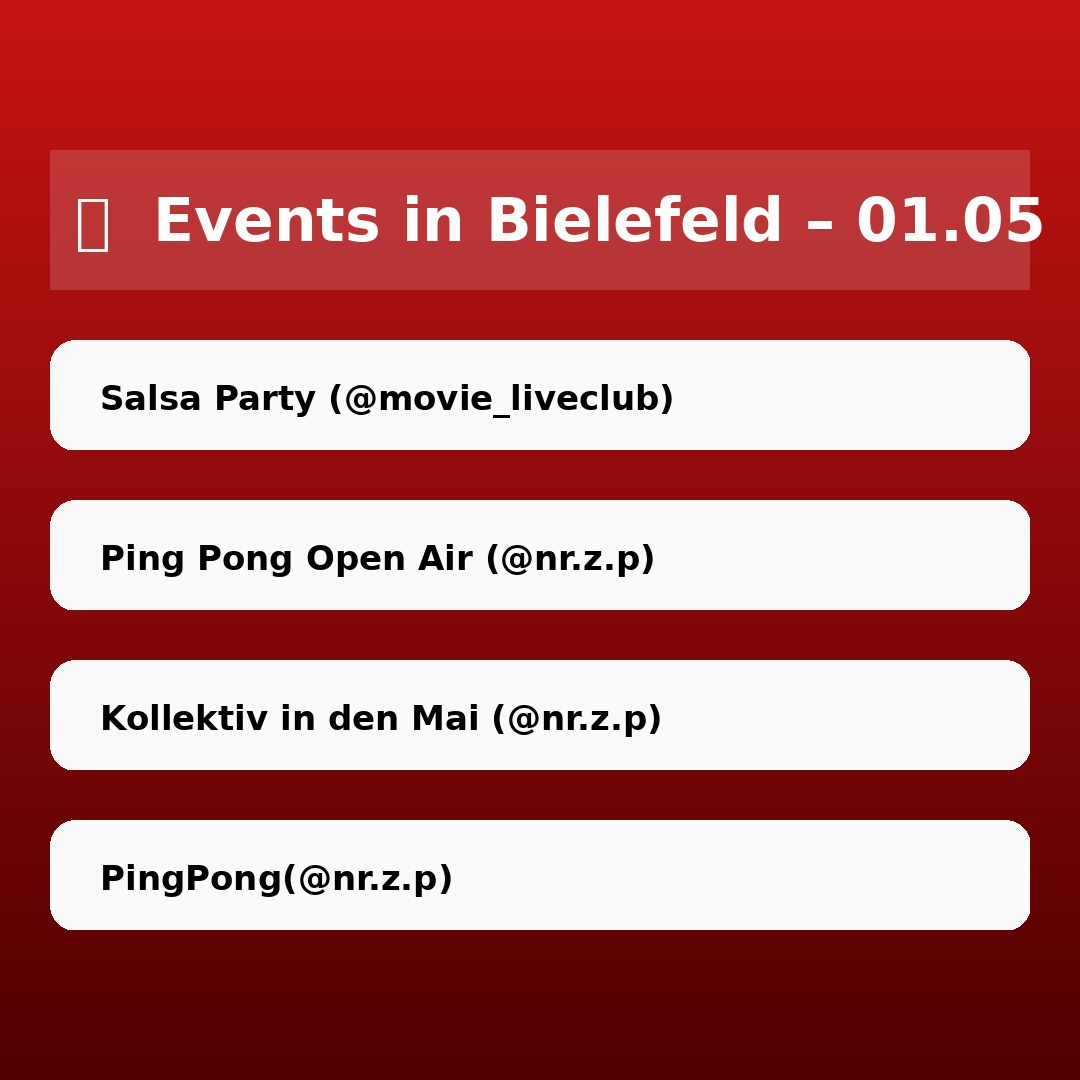 Events in Bielefeld – 01.05
Salsa Party (@movie_liveclub)
Ping Pong Open Air (@nr.z.p)
Kollektiv in den Mai (@nr.z.p)
PingPong(@nr.z.p)